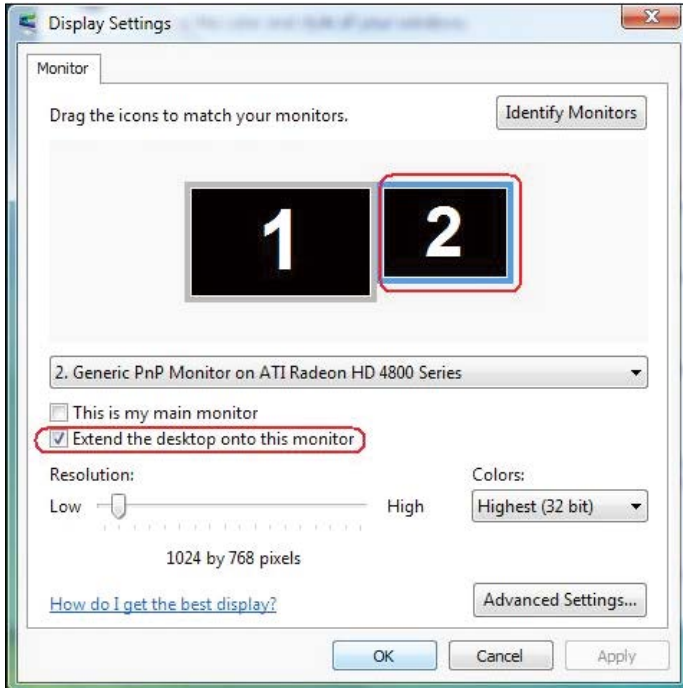 Display Settings
Monitor
Drag the icons to match your monitors.
Identify Monitors
1
2
2. Generic PnP Monitor on ATI Radeon HD 4800 Series
This is my main monitor
Extend the desktop onto this monitor
Resolution:
Colors:
Low
High
Highest (32 bit)
1024 by 768 pixels
How do I get the best display?
Advanced Settings...
OK
Cancel
Apply